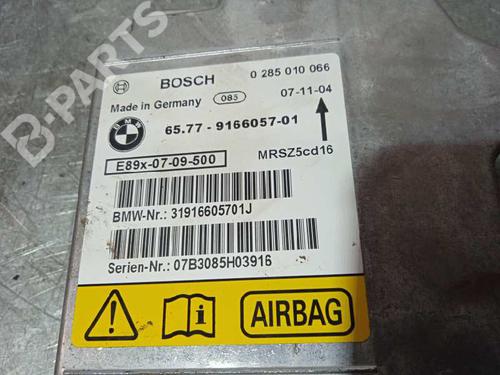 B-PARTS
BOSCH 0 285 010 066
Made in Germany 085 07-11-04
BMW 65.77 - 9166057-01
E89x-07-09-500 MRSZ5cd16
BMW-Nr.: 31916605701J
Serien-Nr.: 07B3085H03916
AIRBAG